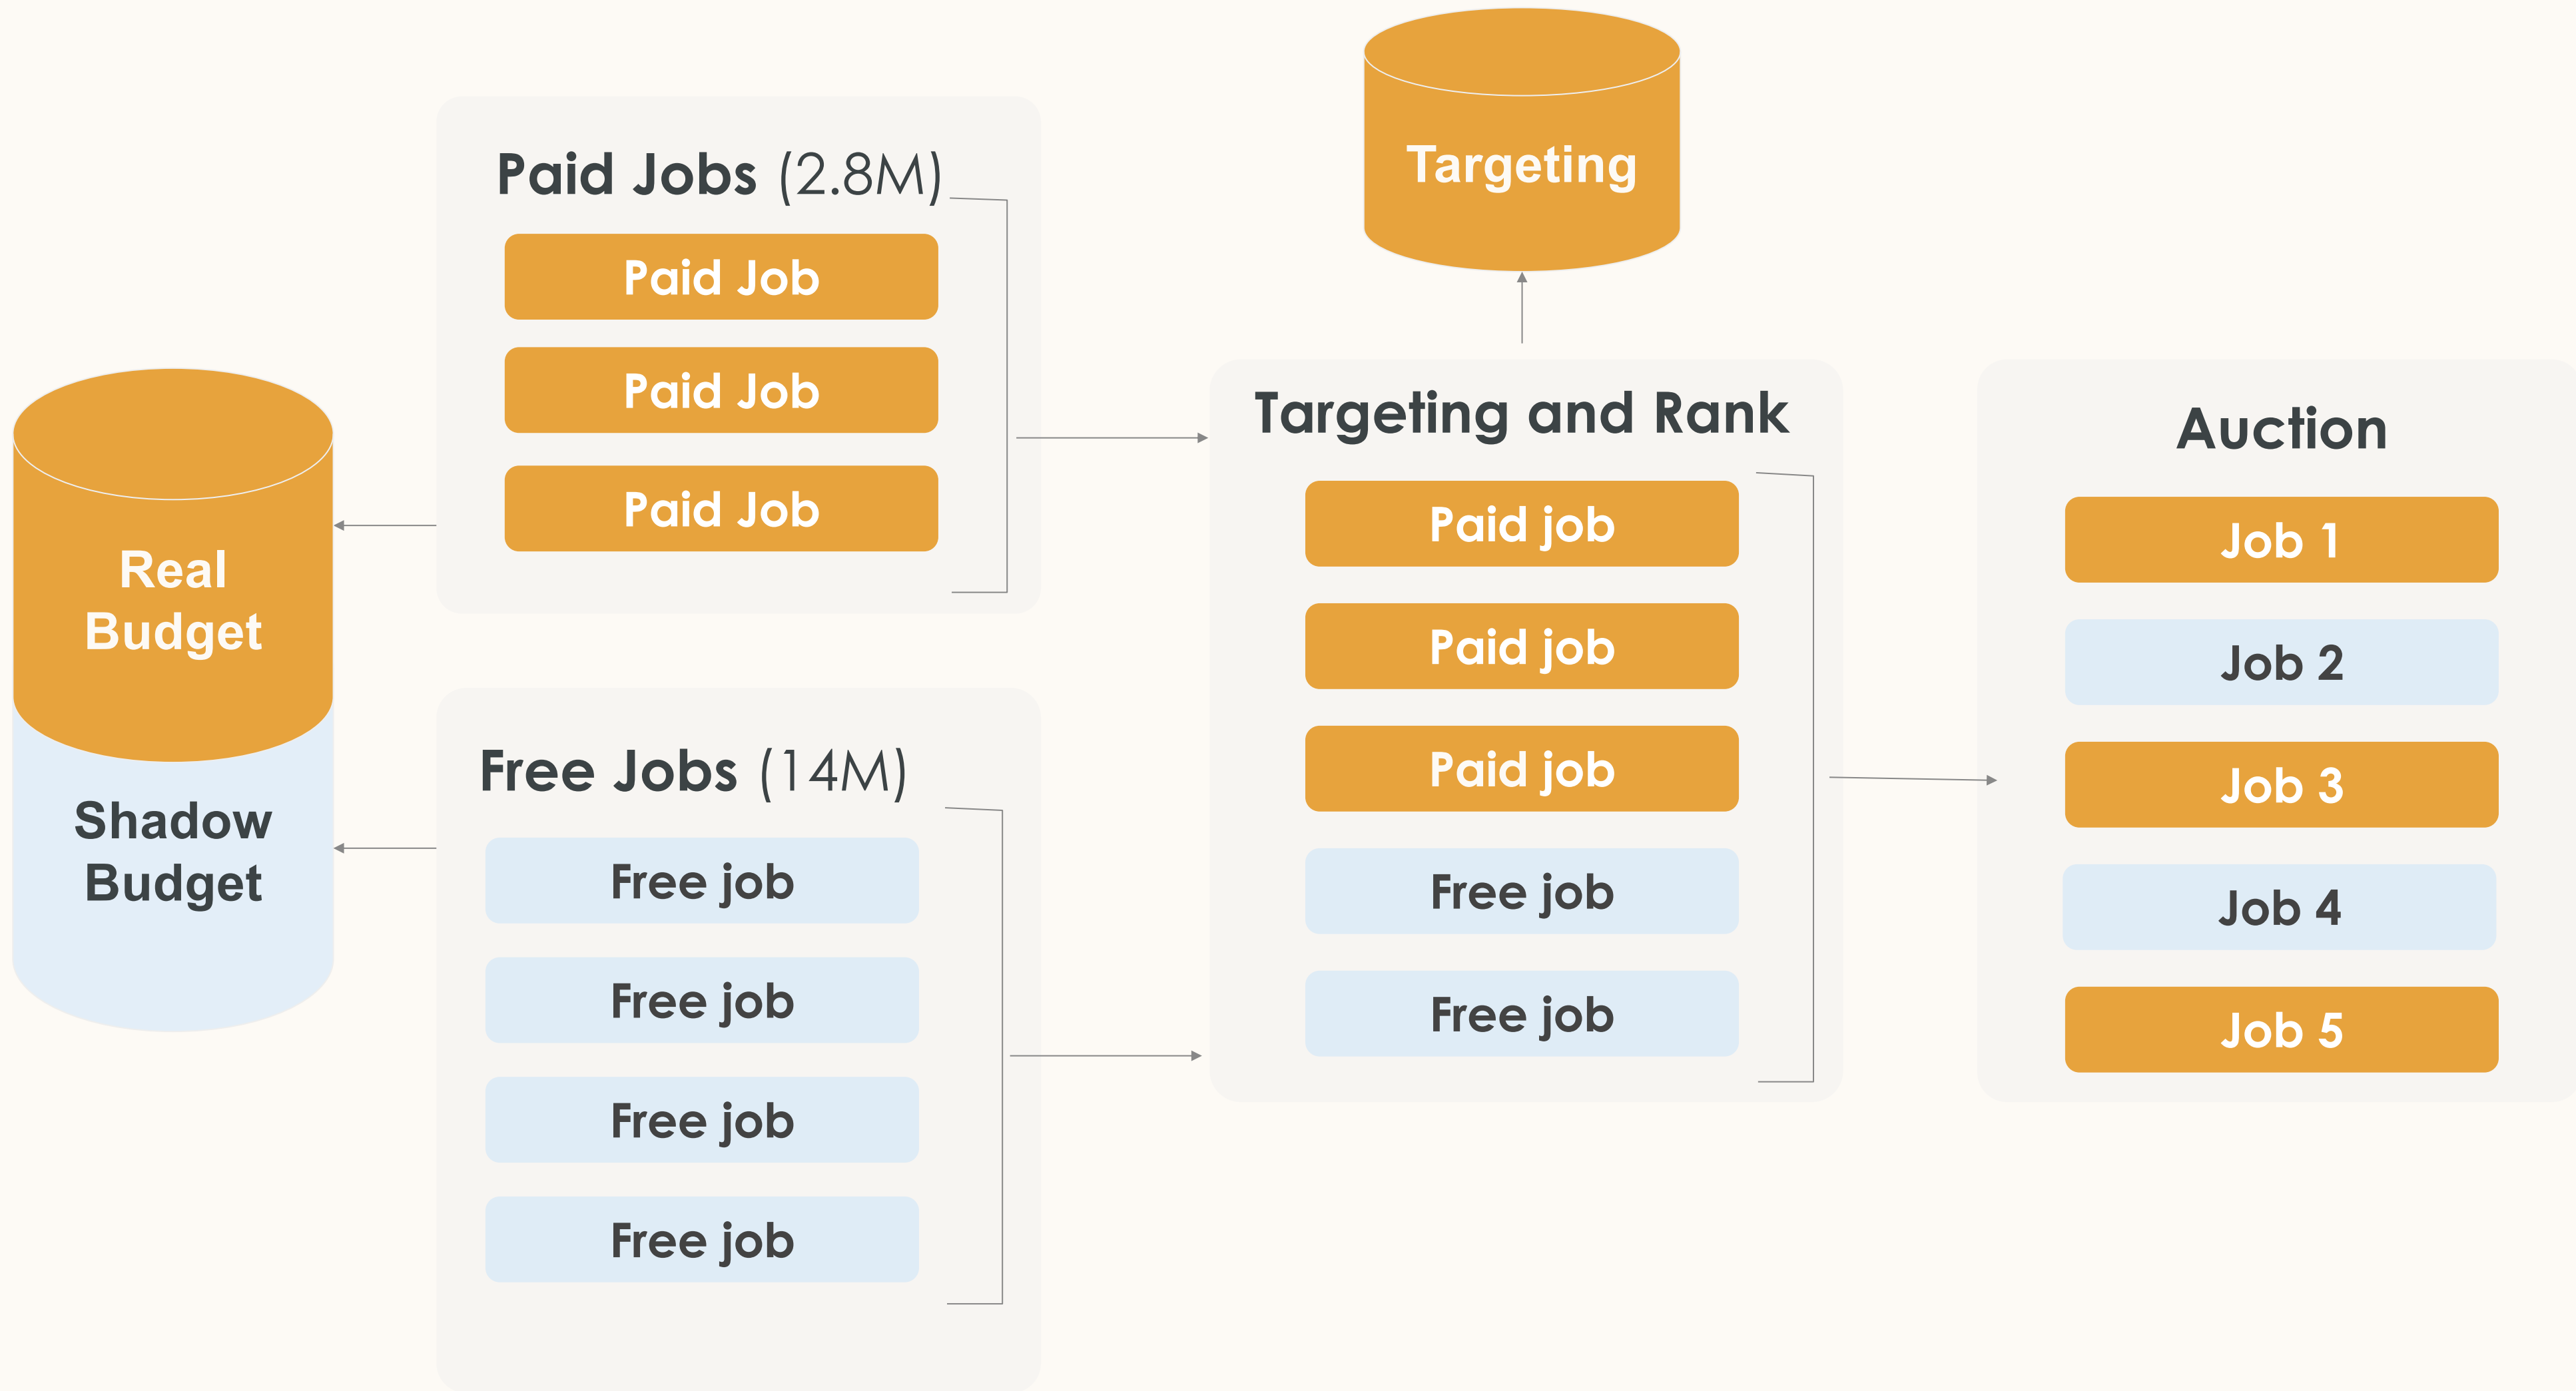 Targeting
Paid Jobs (2.8M)
Paid Job
Paid Job
Paid Job
Real
Budget
Shadow
Budget
Free Jobs (14M)
Free job
Free job
Free job
Free job
Targeting and Rank
Paid job
Paid job
Paid job
Free job
Free job
Auction
Job 1
Job 2
Job 3
Job 4
Job 5